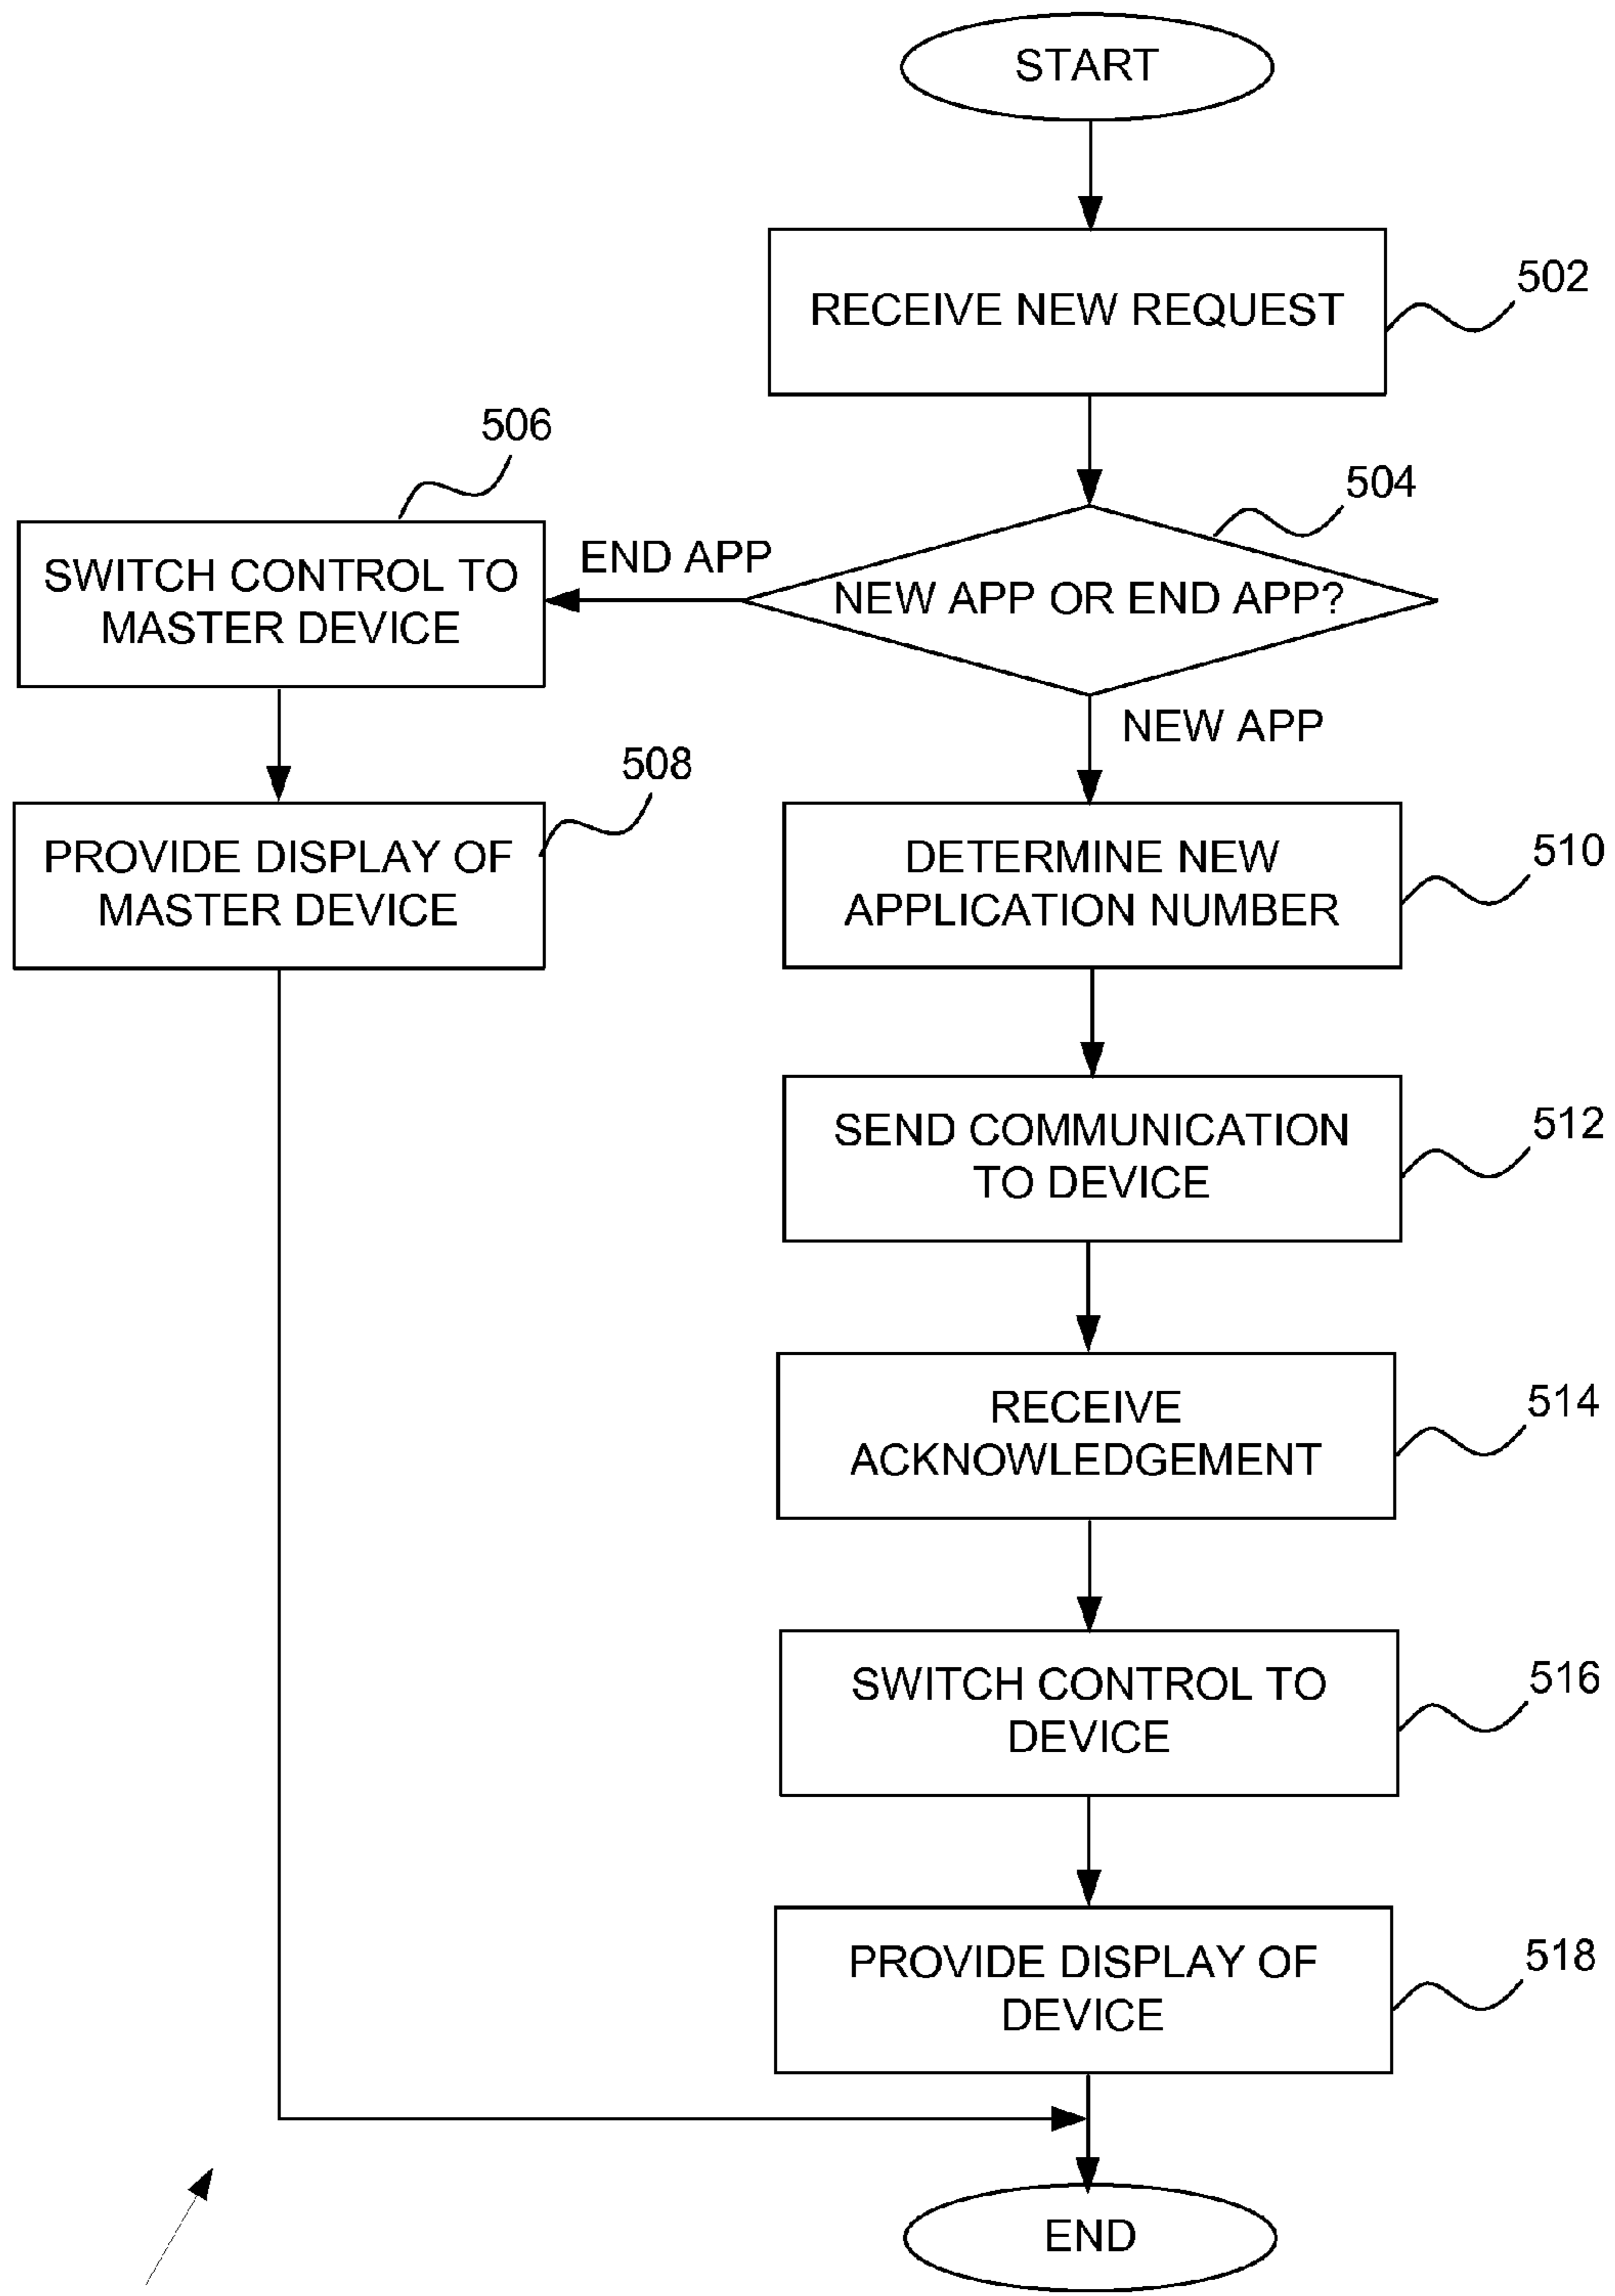 START
RECEIVE NEW REQUEST
502
506
504
SWITCH CONTROL TO
MASTER DEVICE
END APP
NEW APP OR END APP?
NEW APP
508
PROVIDE DISPLAY OF
MASTER DEVICE
DETERMINE NEW
APPLICATION NUMBER
510
SEND COMMUNICATION
TO DEVICE
512
RECEIVE
ACKNOWLEDGEMENT
514
SWITCH CONTROL TO
DEVICE
516
PROVIDE DISPLAY OF
DEVICE
518
END